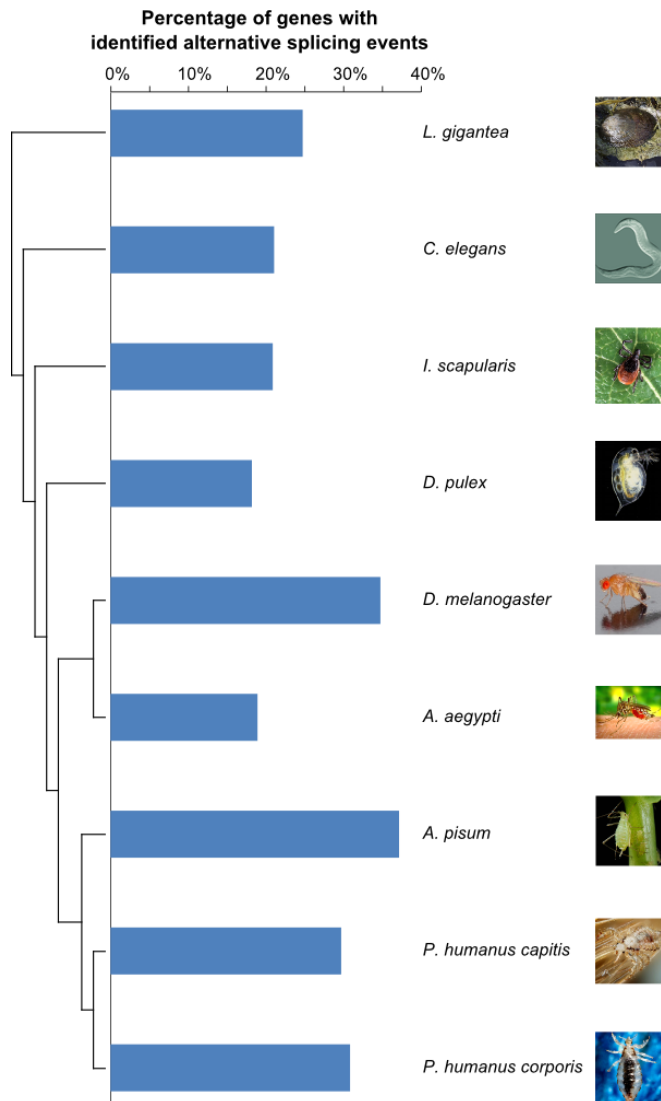 Percentage of genes with
identified alternative splicing events
0% 10% 20% 30% 40%
L. gigantea
C. elegans
I. scapularis
D. pulex
D. melanogaster
A. aegypti
A. pisum
P. humanus capitis
P. humanus corporis